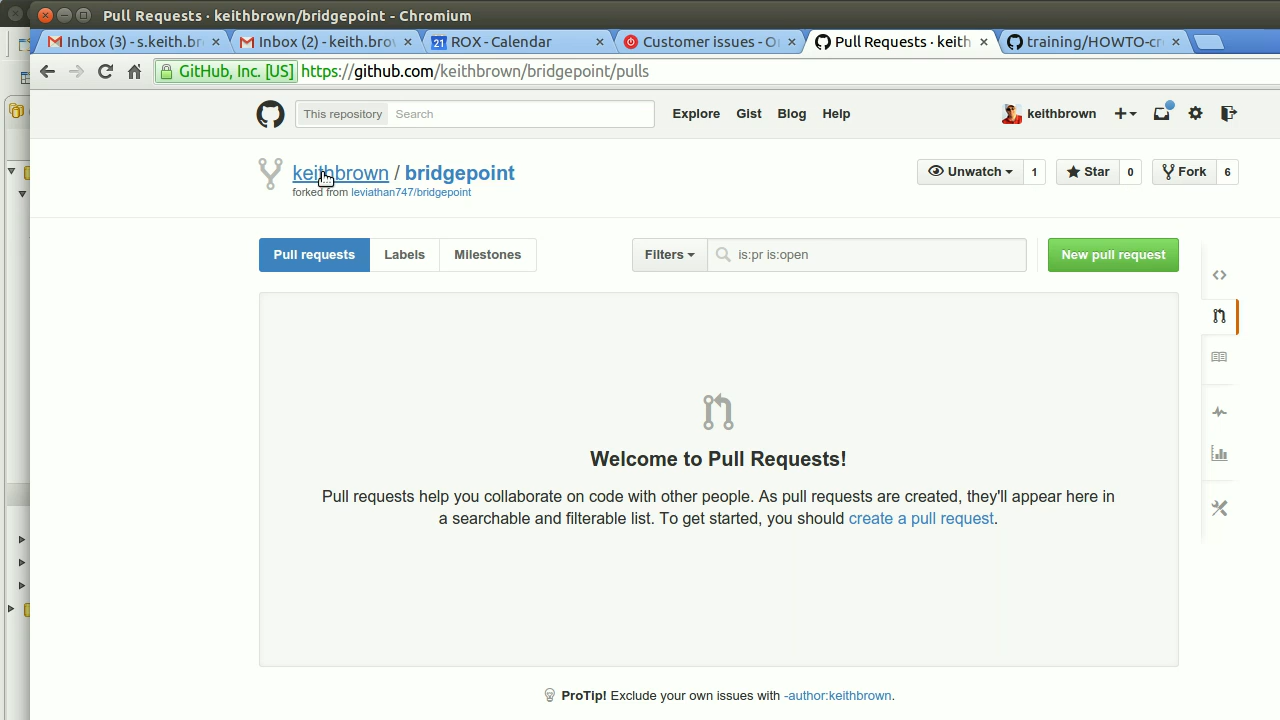 Pull Requests · keithbrown/bridgepoint - Chromium
Inbox (3) - s.keith.br
Inbox (2) - keith.brow
21 ROX - Calendar
Customer issues - O
Pull Requests · keith
training/HOWTO-cr
GitHub, Inc. [US] https://github.com/keithbrown/bridgepoint/pulls
This repository Search
Explore Gist Blog Help
keithbrown
keithbrown / bridgepoint
forked from leviathan747/bridgepoint
Unwatch 1
Star 0
Fork 6
Pull requests Labels Milestones
Filters is:pr is:open
New pull request
Welcome to Pull Requests!
Pull requests help you collaborate on code with other people. As pull requests are created, they'll appear here in
a searchable and filterable list. To get started, you should create a pull request.
ProTip! Exclude your own issues with -author:keithbrown.